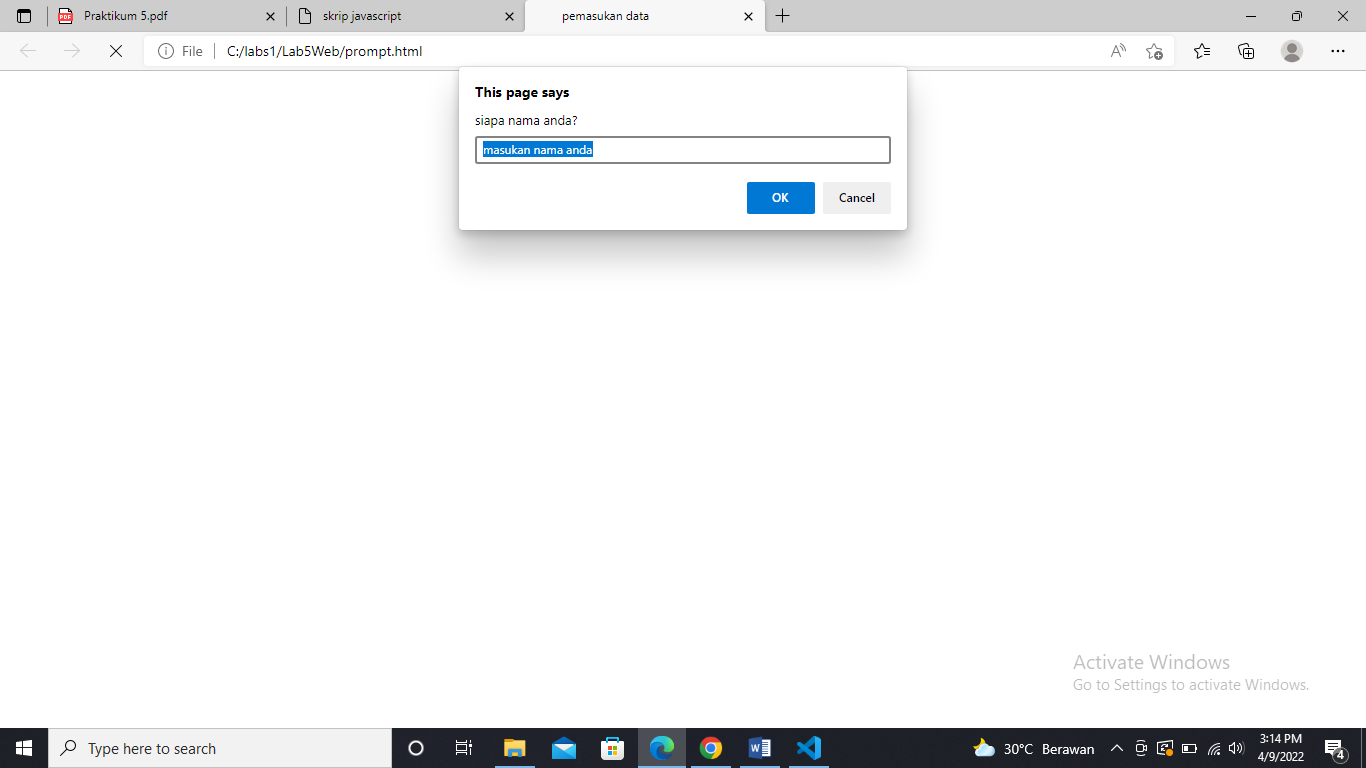 Praktikum 5.pdf
skrip javascript
pemasukan data
File
C:/labs1/Lab5Web/prompt.html
This page says
siapa nama anda?
masukan nama anda
OK
Cancel
Activate Windows
Go to Settings to activate Windows.
Type here to search
30°C Berawan
3:14 PM
4/9/2022
4